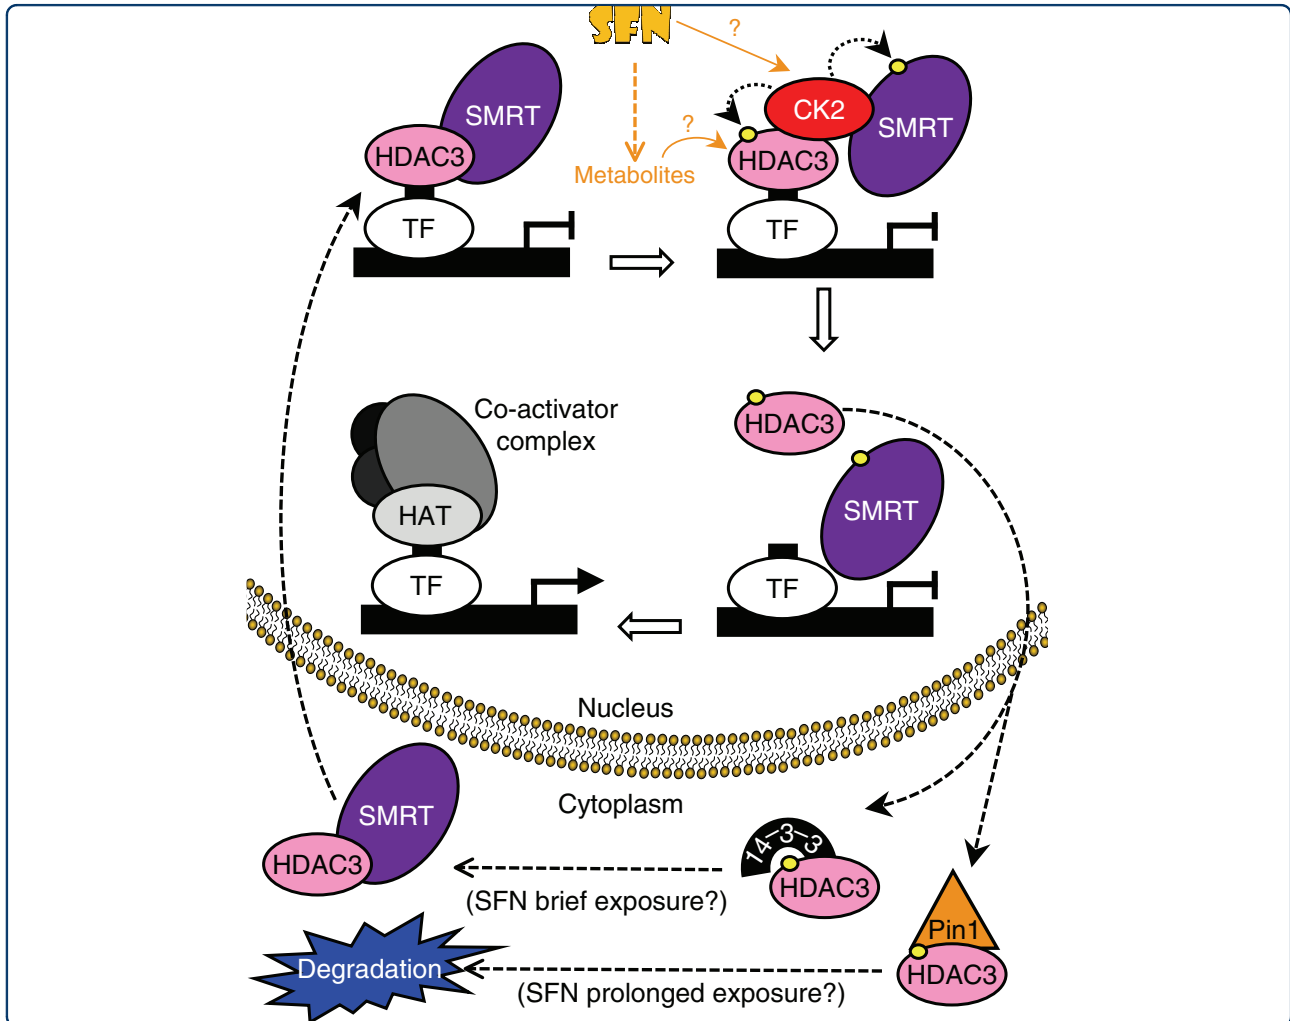 SFN
?
SMRT
HDAC3
TF
CK2
SMRT
?
Metabolites
HDAC3
TF
Co-activator
complex
HAT
TF
HDAC3
SMRT
TF
Nucleus
Cytoplasm
SMRT
HDAC3
14–3–3
HDAC3
(SFN brief exposure?)
Pin1
HDAC3
Degradation
(SFN prolonged exposure?)